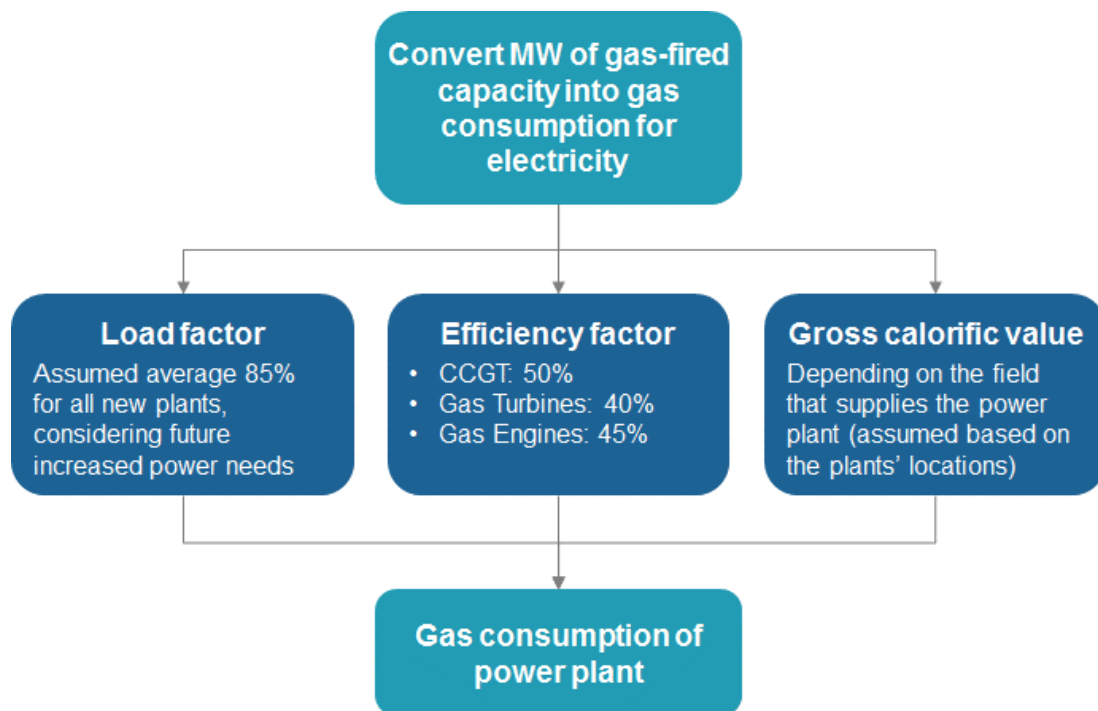 Convert MW of gas-fired
capacity into gas
consumption for
electricity
Load factor
Assumed average 85%
for all new plants,
considering future
increased power needs
Efficiency factor
• CCGT: 50%
• Gas Turbines: 40%
• Gas Engines: 45%
Gross calorific value
Depending on the field
that supplies the power
plant (assumed based on
the plants’ locations)
Gas consumption of
power plant